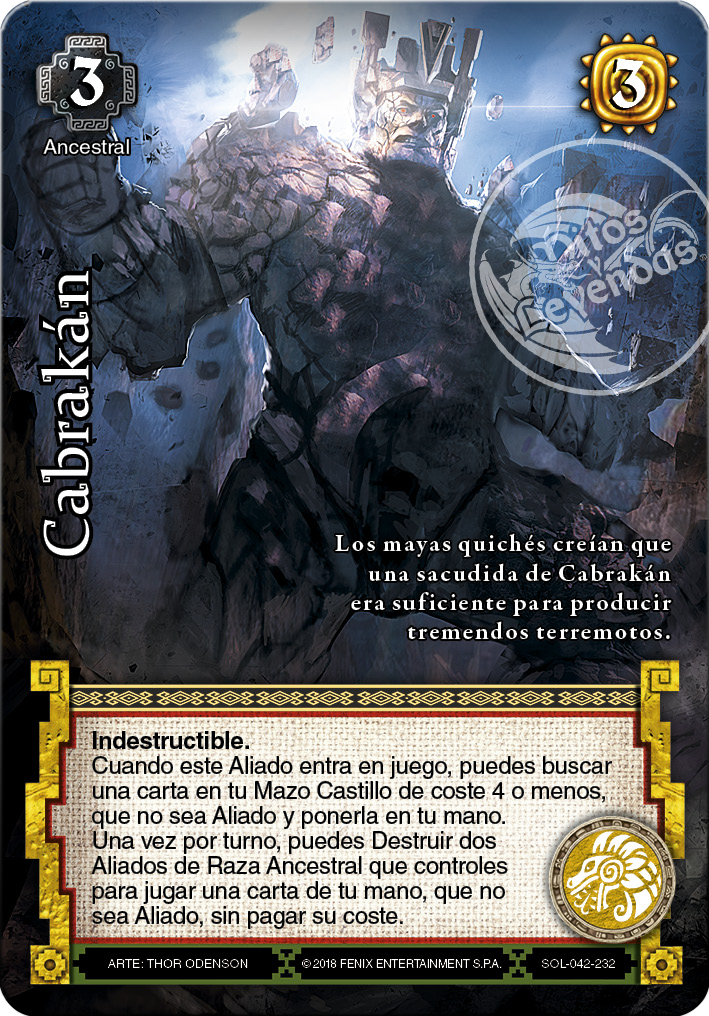 3
3
Ancestral
Mitos
y
Leyendas
Cabrakán
Los mayas quichés creían que
una sacudida de Cabrakán
era suficiente para producir
tremendos terremotos.
Indestructible.
Cuando este Aliado entra en juego, puedes buscar
una carta en tu Mazo Castillo de coste 4 o menos,
que no sea Aliado y ponerla en tu mano.
Una vez por turno, puedes Destruir dos
Aliados de Raza Ancestral que controles
para jugar una carta de tu mano, que no
sea Aliado, sin pagar su coste.
ARTE: THOR ODENSON
©2018 FENIX ENTERTAINMENT S.P.A.
SOL-042-232